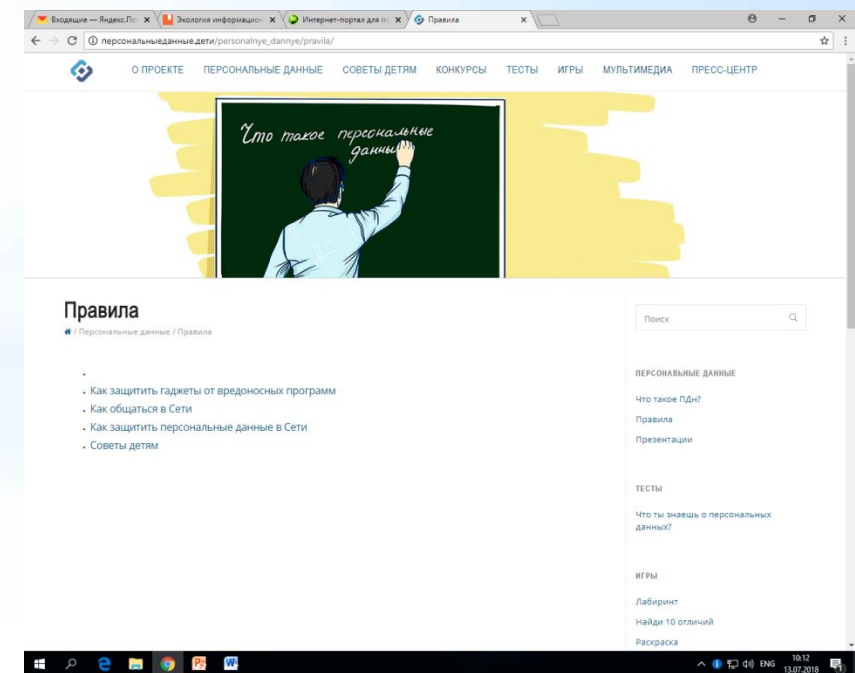 Входящие — Яндекс.По
Экология информацион
Интернет-портал для п
Правила
персональныеданные.дети/personalnye_dannye/pravila/
О ПРОЕКТЕ ПЕРСОНАЛЬНЫЕ ДАННЫЕ СОВЕТЫ ДЕТЯМ КОНКУРСЫ ТЕСТЫ ИГРЫ МУЛЬТИМЕДИА ПРЕСС-ЦЕНТР
Что такое персональные
данны
Правила
/ Персональные данные / Правила
Как защитить гаджеты от вредоносных программ
Как общаться в Сети
Как защитить персональные данные в Сети
Советы детям
Поиск
ПЕРСОНАЛЬНЫЕ ДАННЫЕ
Что такое ПДн?
Правила
Презентации
ТЕСТЫ
Что ты знаешь о персональных
данных?
ИГРЫ
Лабиринт
Найди 10 отличий
Раскраска
ENG
10:12
13.07.2018